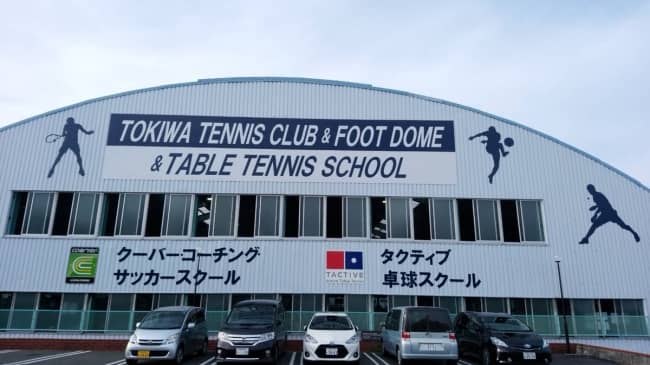 TOKIWA TENNIS CLUB & FOOT DOME
& TABLE TENNIS SCHOOL
クーバー・コーチング
サッカースクール
TACTIVE
タクティブ
卓球スクール